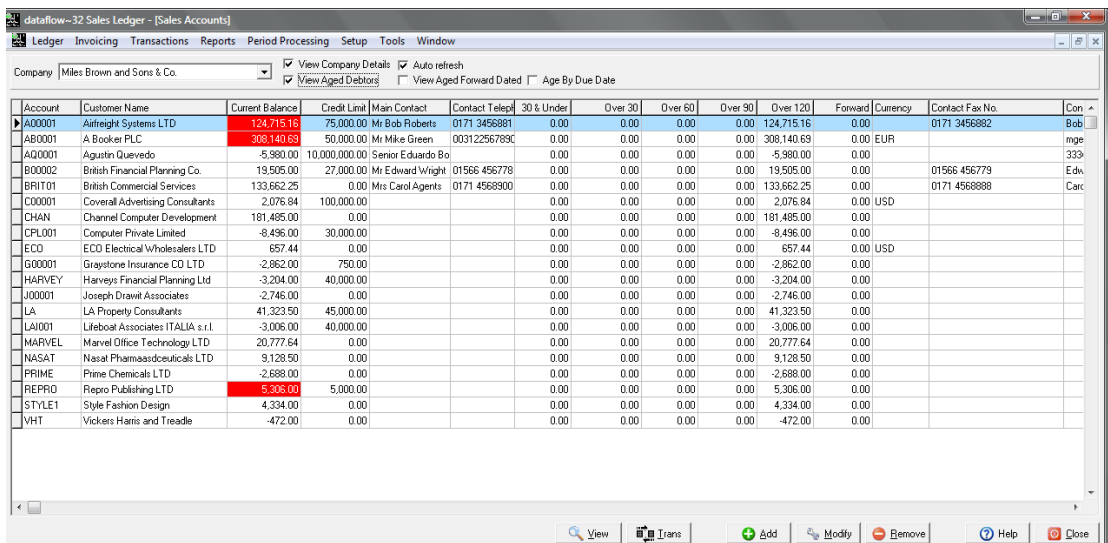 dataflow~32 Sales Ledger - [Sales Accounts]
Ledger Invoicing Transactions Reports Period Processing Setup Tools Window
View Company Details Auto refresh
Company Miles Brown and Sons & Co.
View Aged Debtors View Aged Forward Dated Age By Due Date
Account Customer Name Current Balance Credit Limit Main Contact Contact Teleph 30 & Under Over 30 Over 60 Over 90 Over 120 Forward Currency Contact Fax No. Con
A00001 Airfreight Systems LTD 124,715.16 75,000.00 Mr Bob Roberts 0171 3456881 0.00 0.00 0.00 0.00 124,715.16 0.00 0171 3456882 Bob
AB0001 A Booker PLC 308,140.69 50,000.00 Mr Mike Green 003122567890 0.00 0.00 0.00 0.00 308,140.69 0.00 EUR mge
AQ0001 Agustin Quevedo -5,980.00 10,000,000.00 Senior Eduardo Bo 0.00 0.00 0.00 0.00 -5,980.00 0.00 333
B00002 British Financial Planning Co. 19,505.00 27,000.00 Mr Edward Wright 01566 456778 0.00 0.00 0.00 0.00 19,505.00 0.00 01566 456779 Edw
BRIT01 British Commercial Services 133,662.25 0.00 Mrs Carol Agents 0171 4568900 0.00 0.00 0.00 0.00 133,662.25 0.00 0171 4568888 Carc
C00001 Coverall Advertising Consultants 2,076.84 100,000.00 0.00 0.00 0.00 0.00 2,076.84 0.00 USD
CHAN Channel Computer Development 181,485.00 0.00 0.00 0.00 0.00 0.00 181,485.00 0.00
CPL001 Computer Private Limited -8,496.00 30,000.00 0.00 0.00 0.00 0.00 -8,496.00 0.00
ECO ECO Electrical Wholesalers LTD 657.44 0.00 0.00 0.00 0.00 0.00 657.44 0.00 USD
G00001 Graystone Insurance CO LTD -2,862.00 750.00 0.00 0.00 0.00 0.00 -2,862.00 0.00
HARVEY Harveys Financial Planning Ltd -3,204.00 40,000.00 0.00 0.00 0.00 0.00 -3,204.00 0.00
J00001 Joseph Drawit Associates -2,746.00 0.00 0.00 0.00 0.00 0.00 -2,746.00 0.00
LA LA Property Consultants 41,323.50 45,000.00 0.00 0.00 0.00 0.00 41,323.50 0.00
LAI001 Lifeboat Associates ITALIA s.r.l. -3,006.00 40,000.00 0.00 0.00 0.00 0.00 -3,006.00 0.00
MARVEL Marvel Office Technology LTD 20,777.64 0.00 0.00 0.00 0.00 0.00 20,777.64 0.00
NASAT Nasat Pharmaasdceuticals LTD 9,128.50 0.00 0.00 0.00 0.00 0.00 9,128.50 0.00
PRIME Prime Chemicals LTD -2,688.00 0.00 0.00 0.00 0.00 0.00 -2,688.00 0.00
REPRO Repro Publishing LTD 5,306.00 5,000.00 0.00 0.00 0.00 0.00 5,306.00 0.00
STYLE1 Style Fashion Design 4,334.00 0.00 0.00 0.00 0.00 0.00 4,334.00 0.00
VHT Vickers Harris and Treadle -472.00 0.00 0.00 0.00 0.00 0.00 -472.00 0.00
View Trans Add Modify Remove Help Close